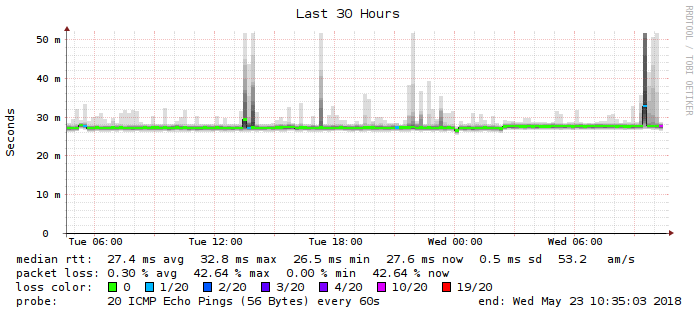 Last 30 Hours
RRDTOOL / TOBI OETIKER
Seconds
50 m
40 m
30 m
20 m
10 m
0
Tue 06:00 Tue 12:00 Tue 18:00 Wed 00:00 Wed 06:00
median rtt: 27.4 ms avg 32.8 ms max 26.5 ms min 27.6 ms now 0.5 ms sd 53.2 am/s
packet loss: 0.30 % avg 42.64 % max 0.00 % min 42.64 % now
loss color: 0 1/20 2/20 3/20 4/20 10/20 19/20
probe: 20 ICMP Echo Pings (56 Bytes) every 60s end: Wed May 23 10:35:03 2018